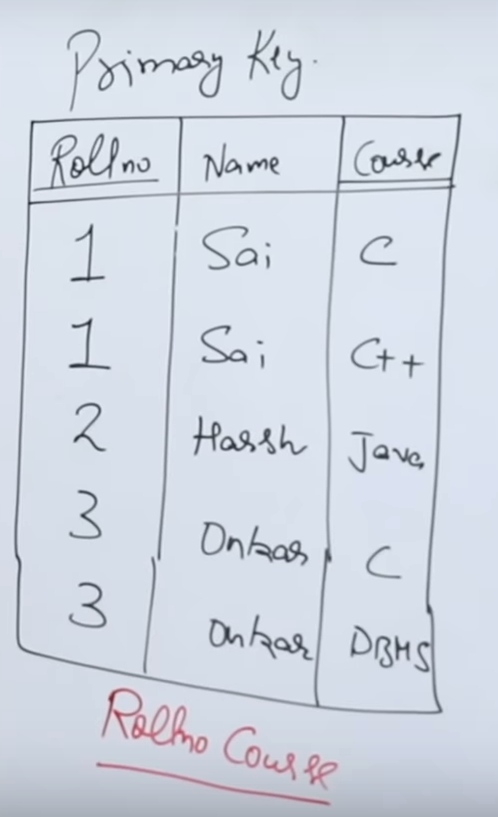 Primary Key.
Rollno Name Course
1 Sai C
1 Sai C++
2 Harsh Java
3 Onkar C
3 Onkar DBMS
Rollno Course